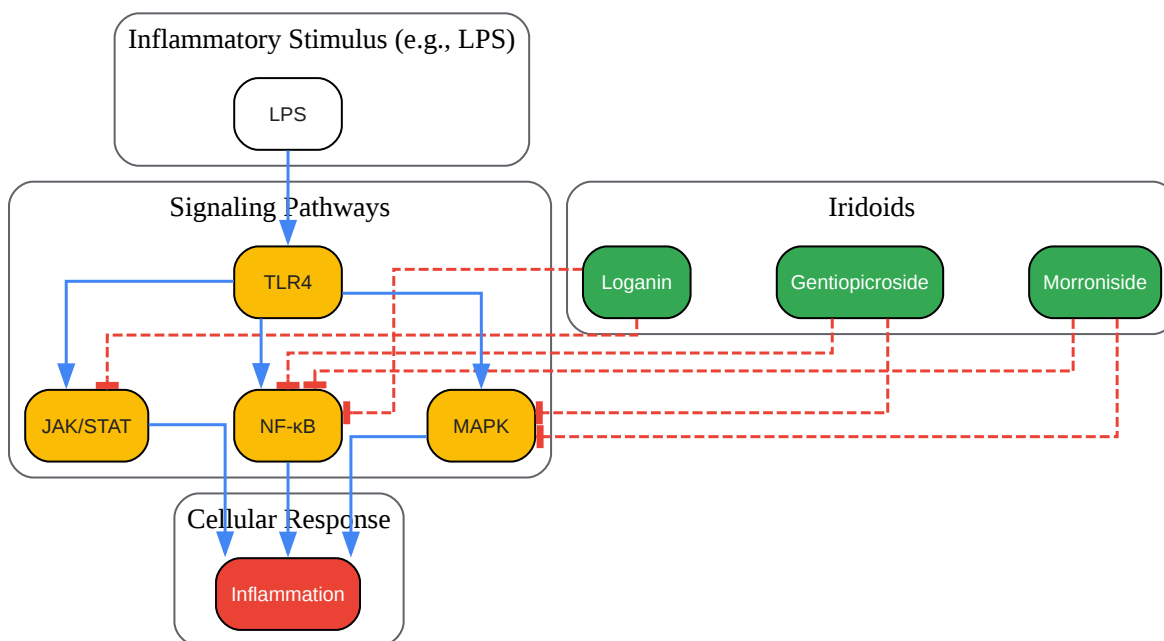 Inflammatory Stimulus (e.g., LPS)
LPS
Signaling Pathways
Iridoids
TLR4
Loganin
Gentiopicroside
Morroniside
JAK/STAT
NF-κB
MAPK
Cellular Response
Inflammation